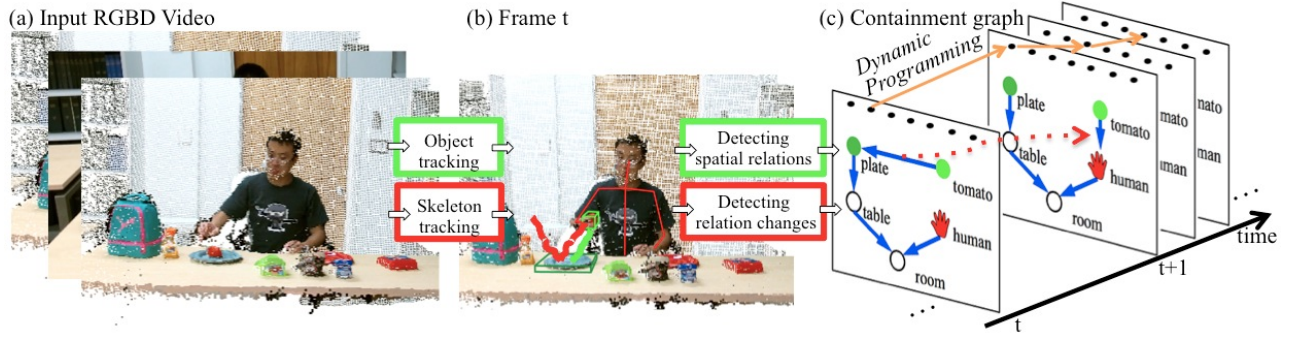 (a) Input RGBD Video
(b) Frame t
(c) Containment graph
Object
tracking
Skeleton
tracking
Detecting
spatial relations
Detecting
relation changes
Dynamic
Programming
plate
tomato
table
human
room
plate
tomato
table
human
room
mato
man
nato
man
t
t+1
time